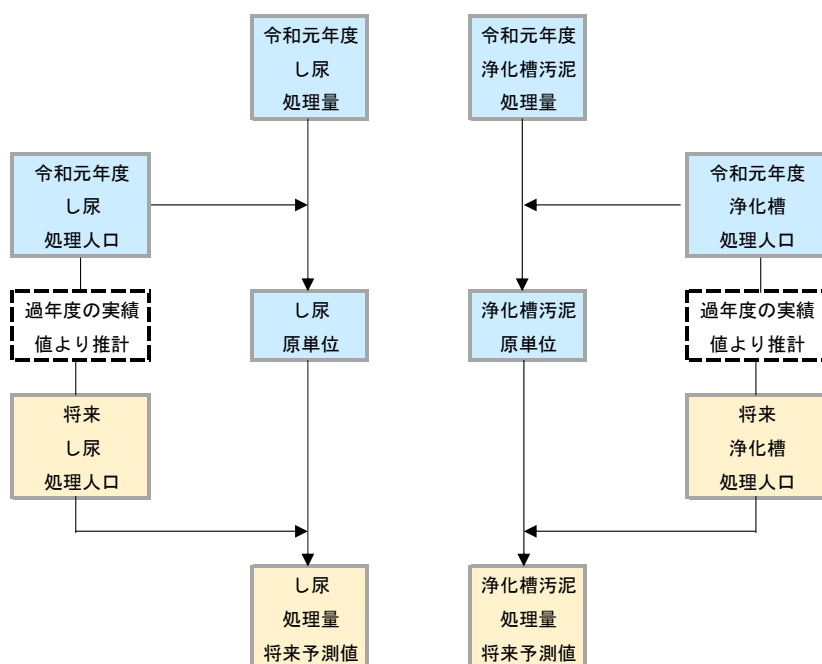 令和元年度
し尿
処理量
令和元年度
浄化槽汚泥
処理量
令和元年度
し尿
処理人口
令和元年度
浄化槽
処理人口
過年度の実績
値より推計
し尿
原単位
浄化槽汚泥
原単位
過年度の実績
値より推計
将来
し尿
処理人口
将来
浄化槽
処理人口
し尿
処理量
将来予測値
浄化槽汚泥
処理量
将来予測値